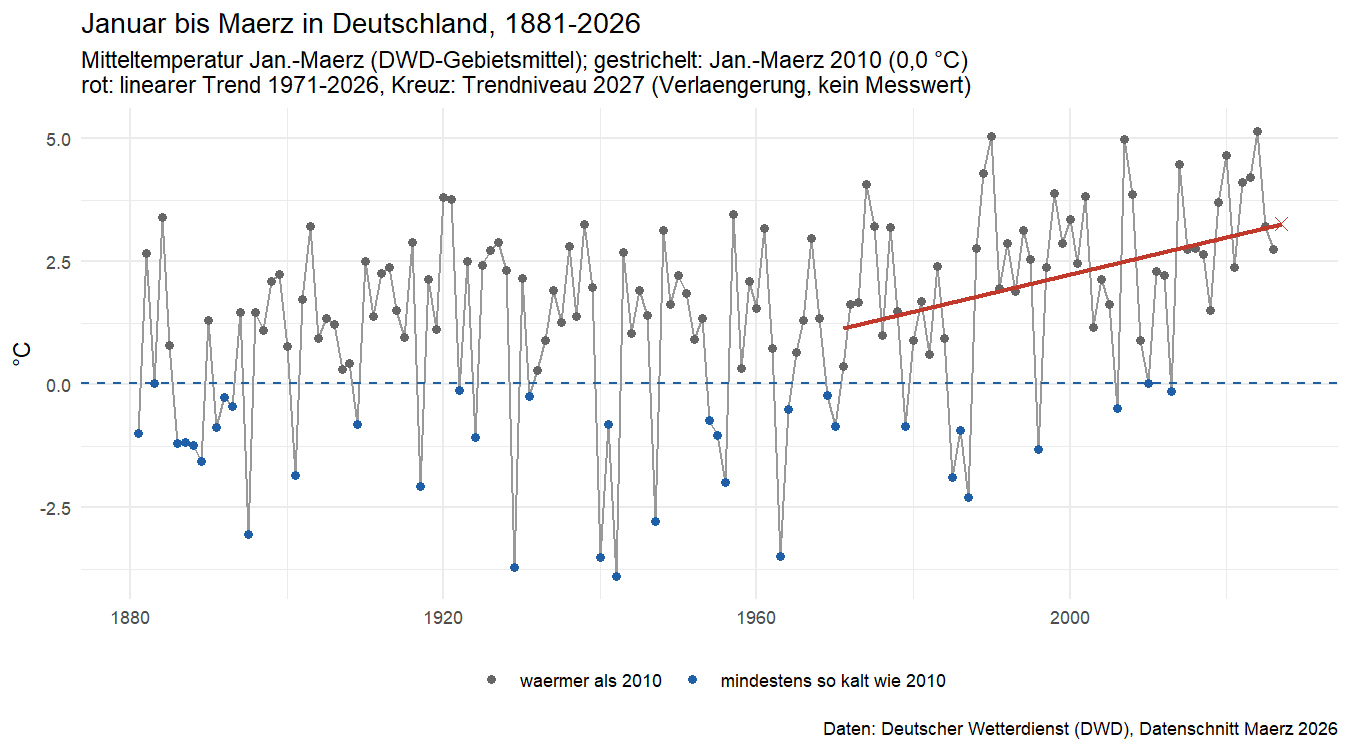 Januar bis Maerz in Deutschland, 1881-2026
Mitteltemperatur Jan.-Maerz (DWD-Gebietsmittel); gestrichelt: Jan.-Maerz 2010 (0,0 °C)
rot: linearer Trend 1971-2026, Kreuz: Trendniveau 2027 (Verlaengerung, kein Messwert)
°C
5.0
2.5
0.0
-2.5
1880 1920 1960 2000
waermer als 2010 mindestens so kalt wie 2010
Daten: Deutscher Wetterdienst (DWD), Datenschnitt Maerz 2026